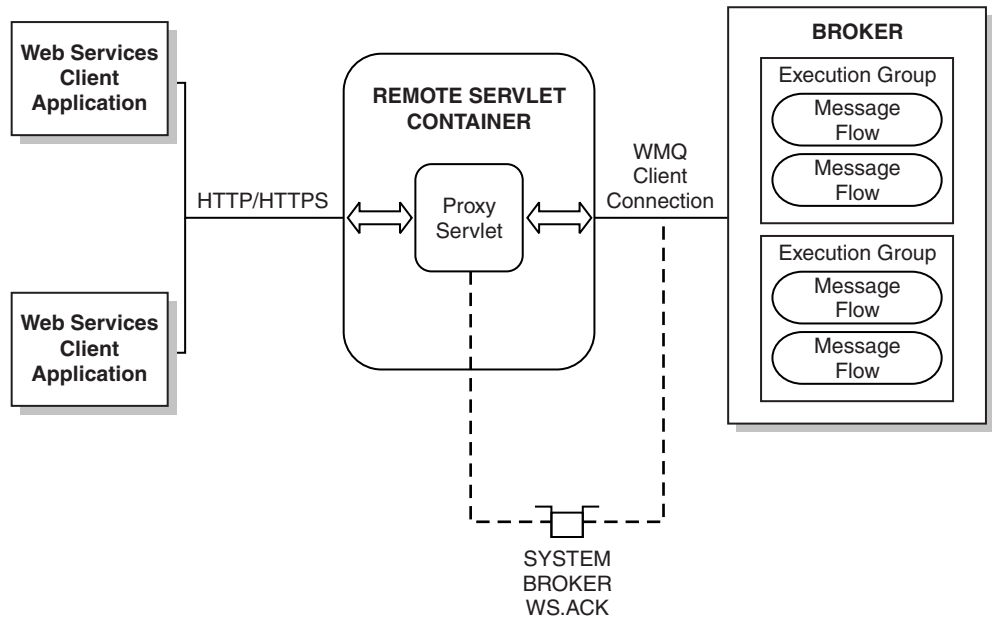 Web Services
Client
Application
Web Services
Client
Application
HTTP/HTTPS
REMOTE SERVLET
CONTAINER
Proxy
Servlet
WMQ
Client
Connection
BROKER
Execution Group
Message
Flow
Message
Flow
Execution Group
Message
Flow
Message
Flow
SYSTEM
BROKER
WS.ACK